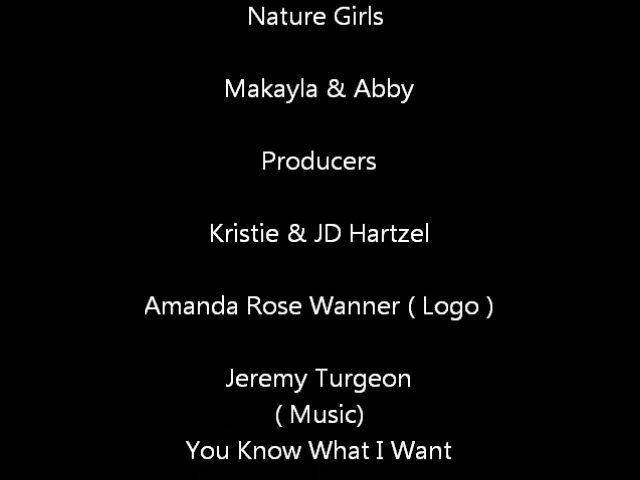 Nature Girls
Makayla & Abby
Producers
Kristie & JD Hartzel
Amanda Rose Wanner ( Logo )
Jeremy Turgeon
( Music)
You Know What I Want